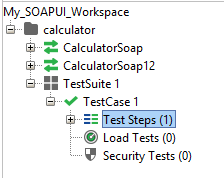 My_SOAPUI_Workspace
calculator
CalculatorSoap
CalculatorSoap12
TestSuite 1
TestCase 1
Test Steps (1)
Load Tests (0)
Security Tests (0)